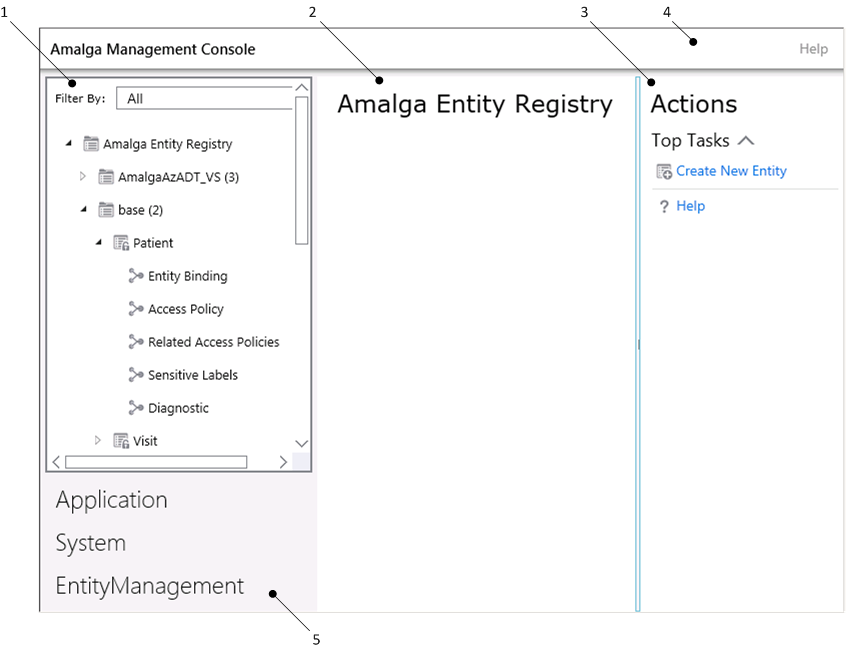 1
2
3
4
Amalga Management Console
Help
Filter By: All
Amalga Entity Registry
AmalgaAzADT_VS (3)
base (2)
Patient
Entity Binding
Access Policy
Related Access Policies
Sensitive Labels
Diagnostic
Visit
Application
System
EntityManagement
Amalga Entity Registry
Actions
Top Tasks
Create New Entity
? Help
5